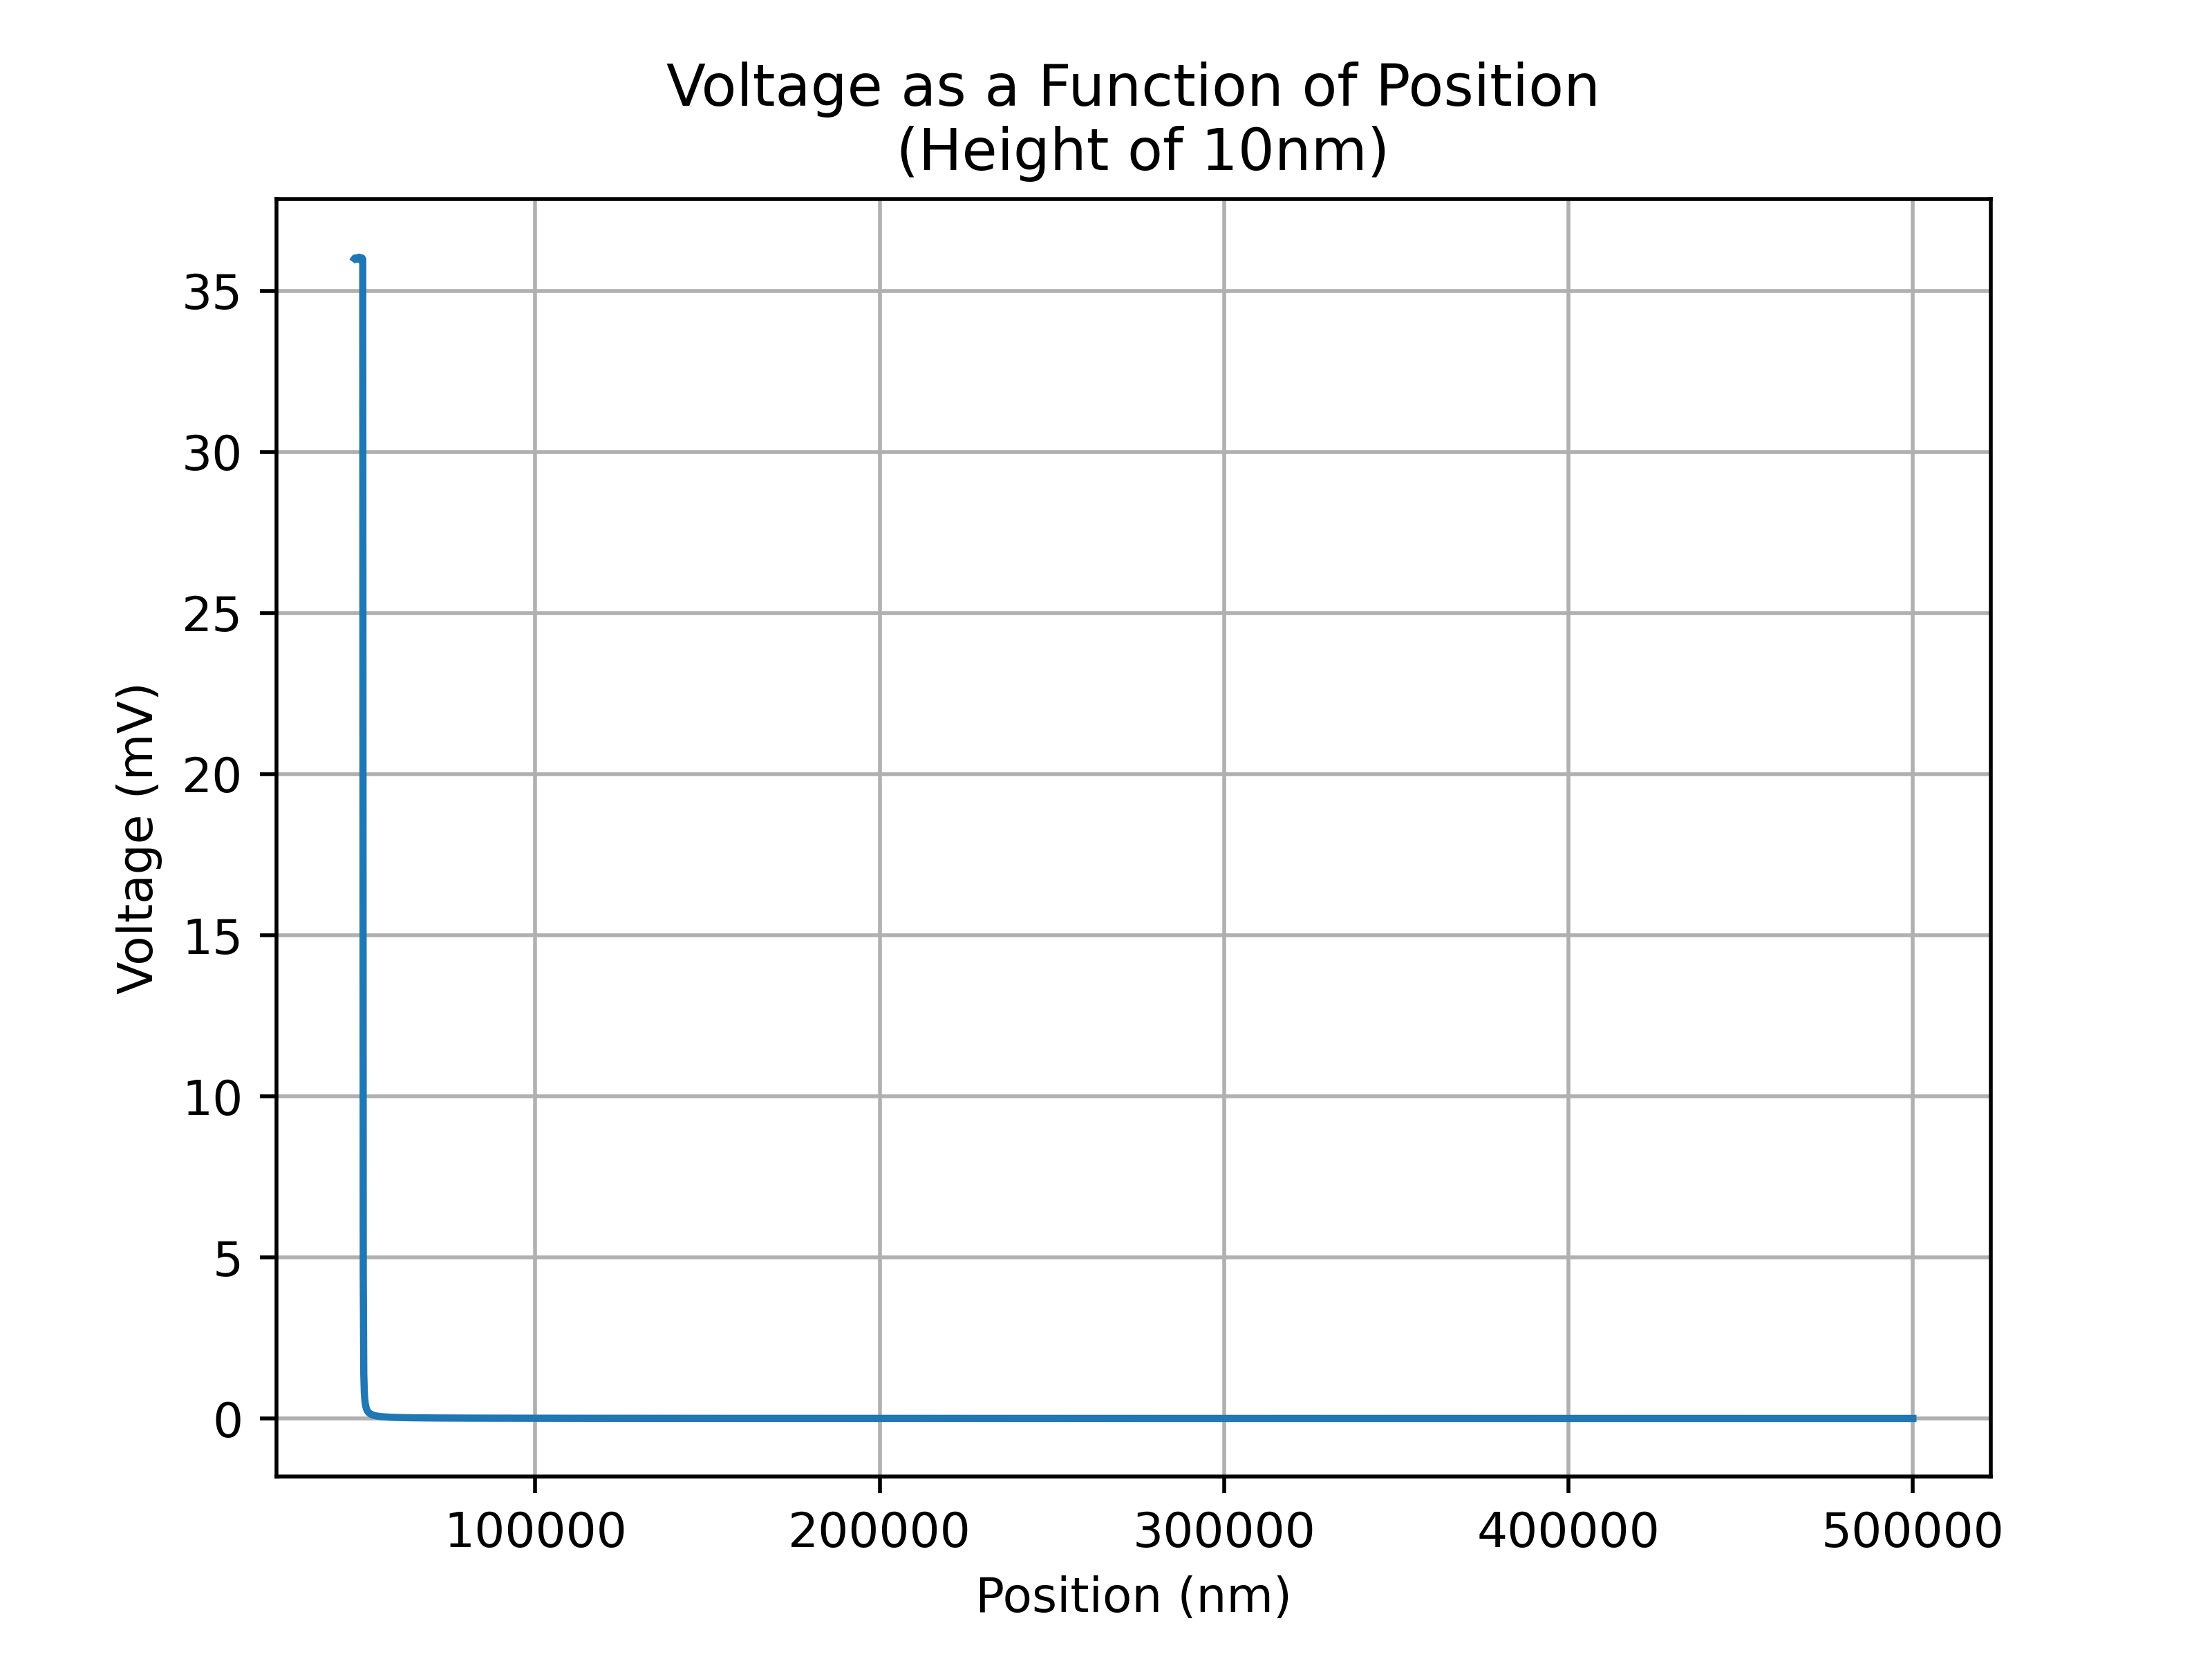 Voltage as a Function of Position
(Height of 10nm)
35
30
25
20
15
10
5
0
Voltage (mV)
100000 200000 300000 400000 500000
Position (nm)